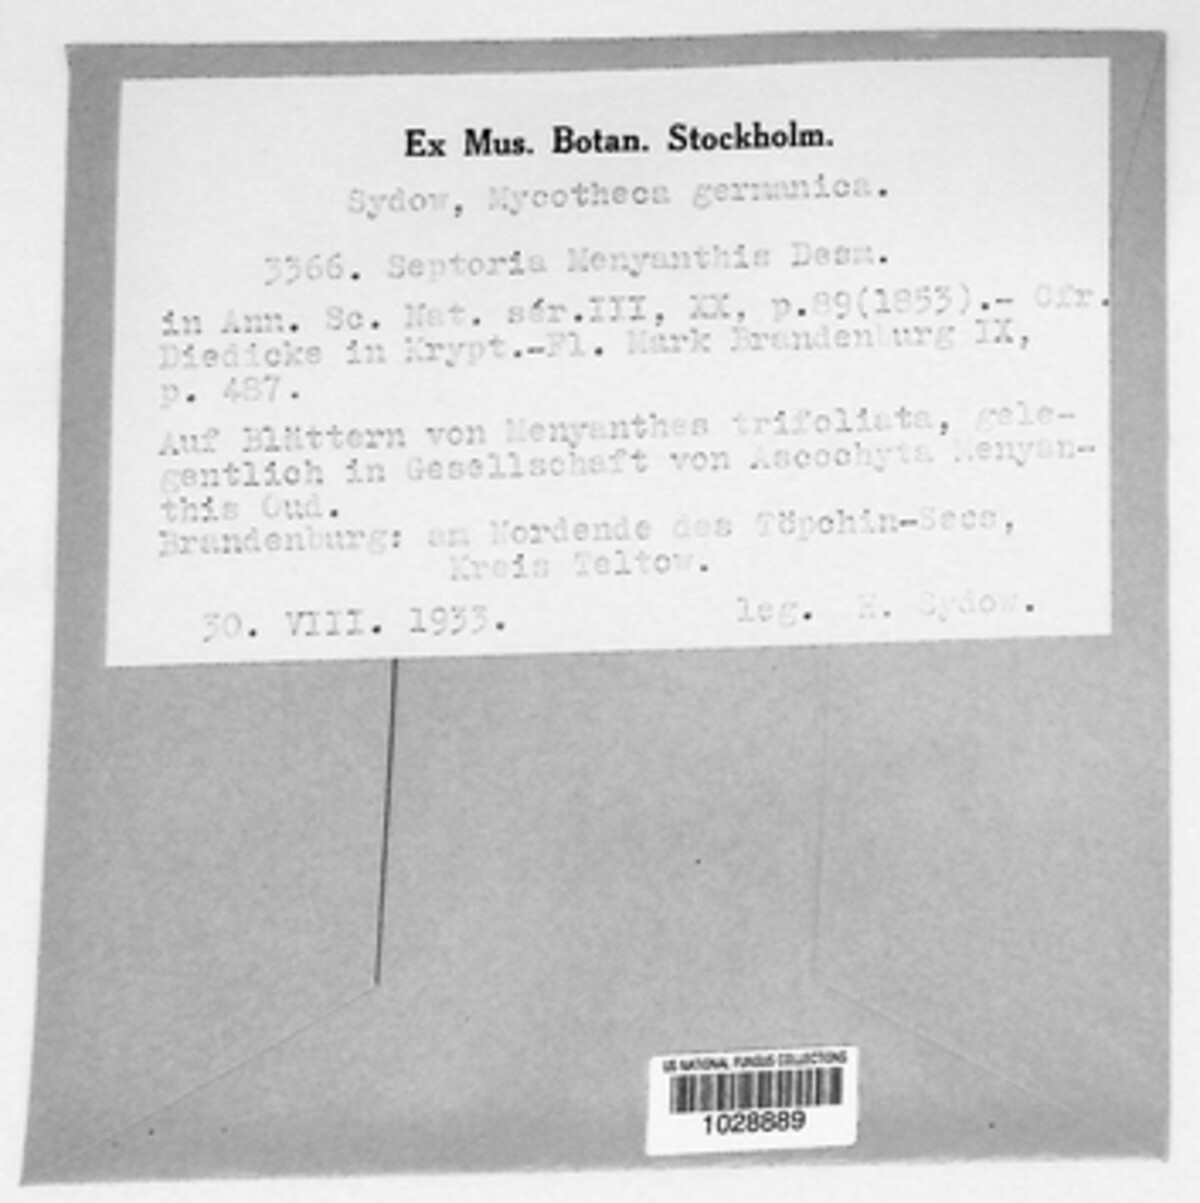 Ex Mus. Botan. Stockholm.
Sydow, Mycotheca germanica.
3366. Septoria Menyanthis Desm.
in Ann. Sc. Nat. sér.III, XX, p.89(1853).- Cfr.
Diedicke in Krypt.-Fl. Mark Brandenburg IX,
p. 487.
Auf Blättern von Menyanthes trifoliata, gele-
gentlich in Gesellschaft von Ascochyta Menyan-
this Oud.
Brandenburg: am Nordende des Töpchin-Sees,
Kreis Teltow.
30. VIII. 1933. leg. H. Sydow.
US NATIONAL FUNGUS COLLECTIONS
1028889